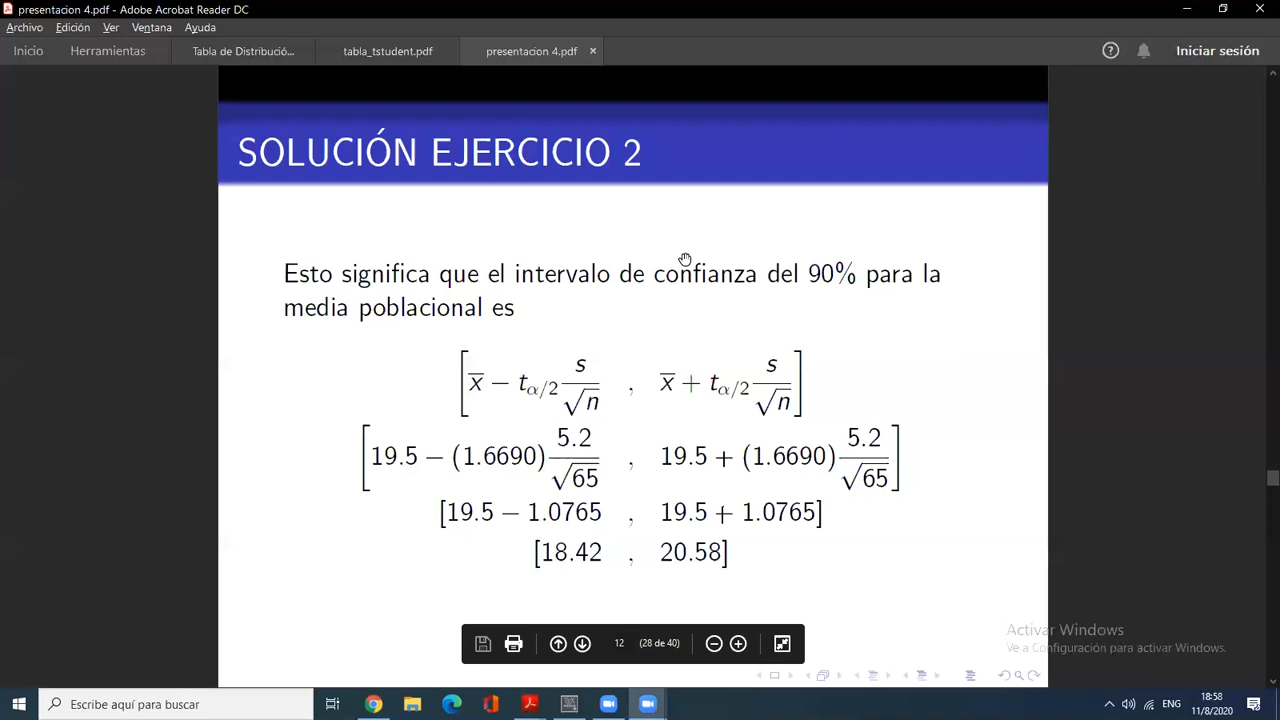 presentacion 4.pdf - Adobe Acrobat Reader DC
Archivo Edición Ver Ventana Ayuda
Inicio Herramientas Tabla de Distribució... tabla_tstudent.pdf presentacion 4.pdf × Iniciar sesión
SOLUCIÓN EJERCICIO 2
Esto significa que el intervalo de confianza del 90% para la
media poblacional es
[x̅ − t_{α/2} s/√n , x̅ + t_{α/2} s/√n]
[19.5 − (1.6690) 5.2/√65 , 19.5 + (1.6690) 5.2/√65]
[19.5 − 1.0765 , 19.5 + 1.0765]
[18.42 , 20.58]
12 (28 de 40)
Activar Windows
Ve a Configuración para activar Windows.
Escribe aquí para buscar
18:58
11/8/2020